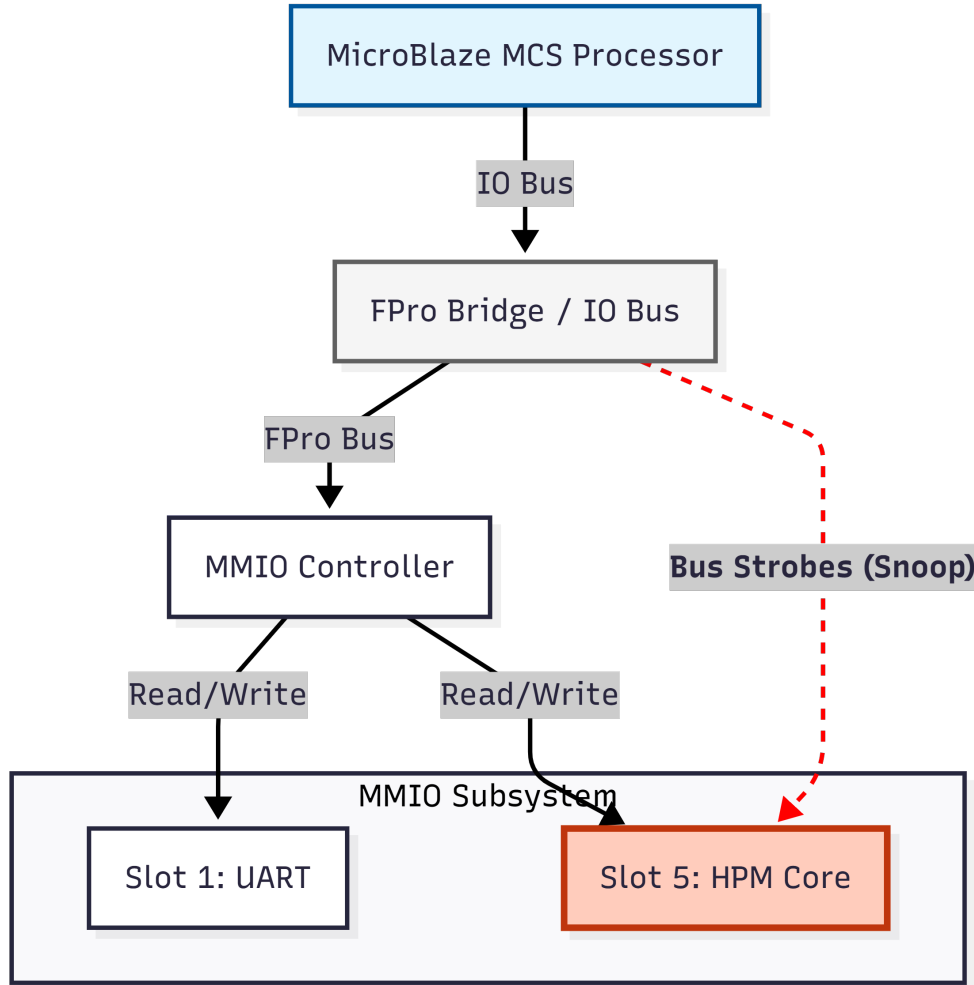 MicroBlaze MCS Processor
IO Bus
FPro Bridge / IO Bus
FPro Bus
MMIO Controller
Bus Strobes (Snoop)
Read/Write
Read/Write
MMIO Subsystem
Slot 1: UART
Slot 5: HPM Core